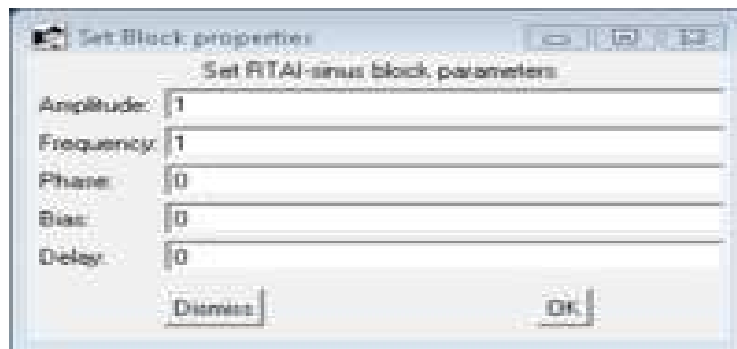 Set Block properties
Set RTAI-sinus block parameters
Amplitude: 1
Frequency: 1
Phase: 0
Bias: 0
Delay: 0
Dismiss OK